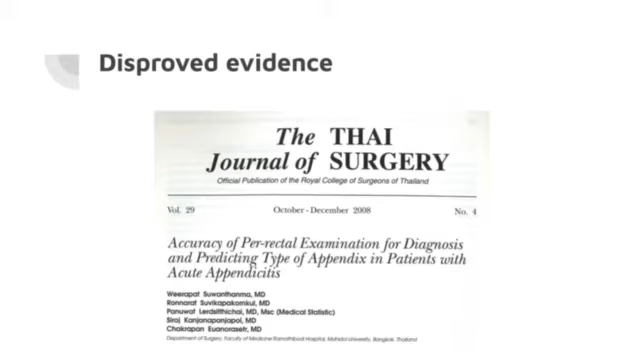 Disproved evidence
The THAI
Journal of SURGERY
Official Publication of the Royal College of Surgeons of Thailand
Vol. 29 October - December 2008 No. 4
Accuracy of Per-rectal Examination for Diagnosis
and Predicting Type of Appendix in Patients with
Acute Appendicitis
Weerapat Suwanthanma, MD
Ronnarat Suvikapakornkul, MD
Panuwat Lerdsitthichai, MD, Msc (Medical Statistic)
Siroj Kanjanapanjapol, MD
Chakrapan Euanorasetr, MD
Department of Surgery, Faculty of Medicine Ramathibodi Hospital, Mahidol University, Bangkok, Thailand